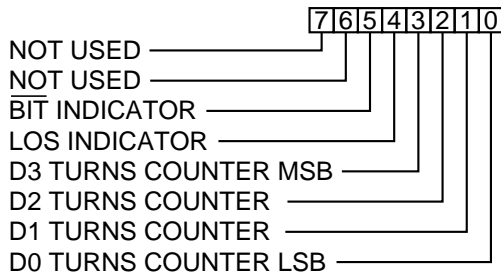 7 6 5 4 3 2 1 0
NOT USED
NOT USED
B̅I̅T̅ INDICATOR
LOS INDICATOR
D3 TURNS COUNTER MSB
D2 TURNS COUNTER
D1 TURNS COUNTER
D0 TURNS COUNTER LSB